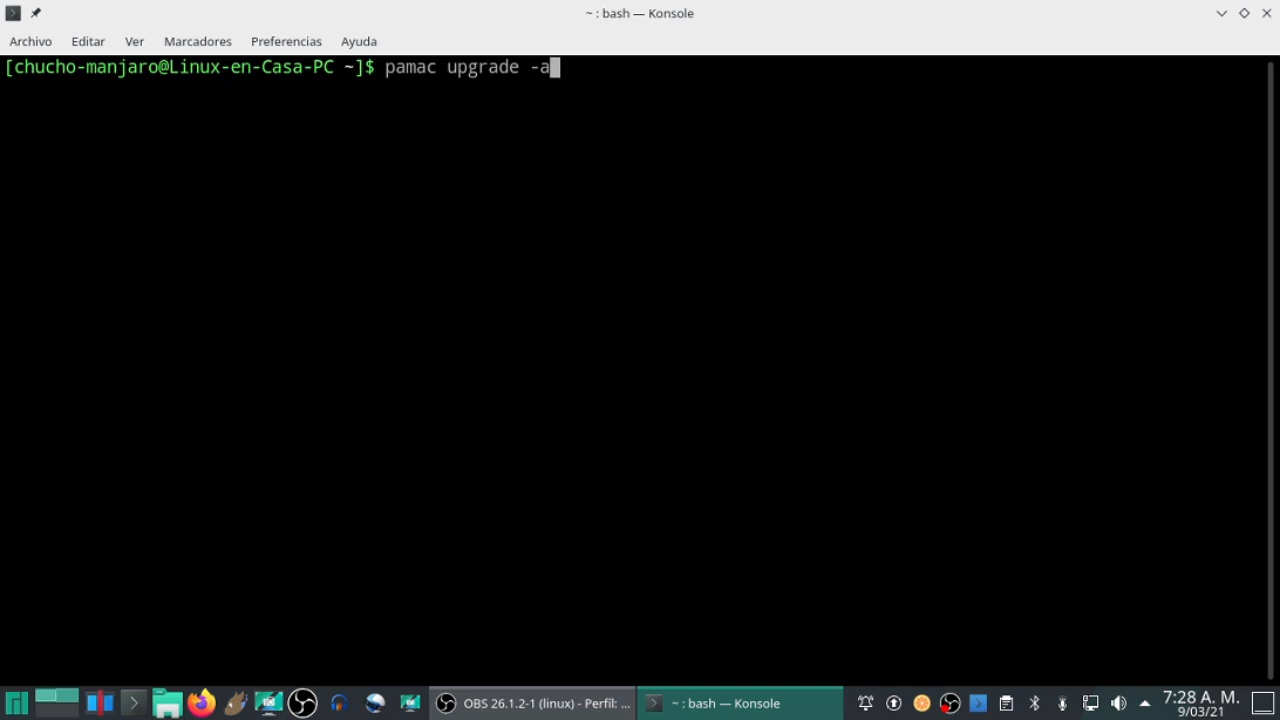 ~ : bash — Konsole
Archivo Editar Ver Marcadores Preferencias Ayuda
[chucho-manjaro@Linux-en-Casa-PC ~]$ pamac upgrade -a
OBS 26.1.2-1 (linux) - Perfil: ... ~ : bash — Konsole 7:28 A. M.
9/03/21